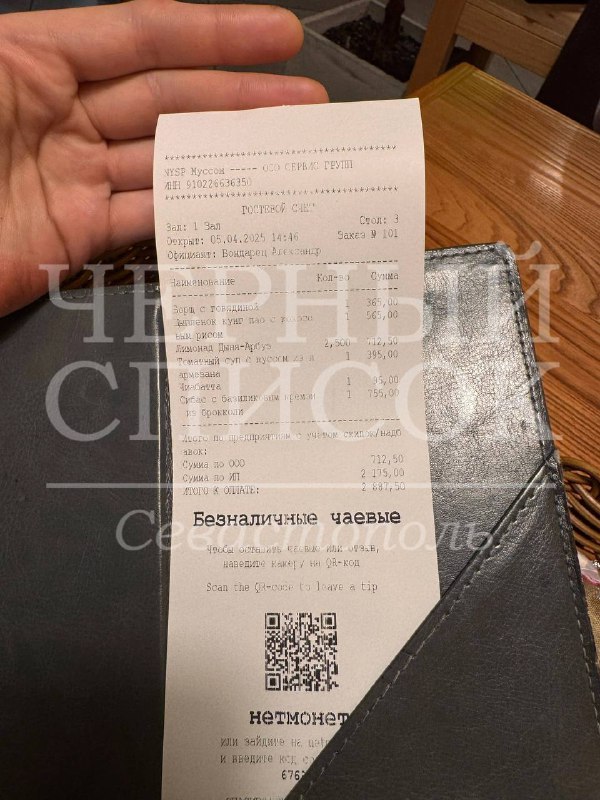 ****************************************
NYSP Муссон ----- ООО СЕРВИС ГРУПП
ИНН 910226636350
****************************************
ГОСТЕВОЙ СЧЕТ
Зал: 1 Зал Стол: 3
Открыт: 05.04.2025 14:46 Заказ № 101
Официант: Бондарец Александр
Наименование Кол-во Сумма
Борщ с говядиной 1 365,00
Цыпленок кунг пао с кокосо 1 565,00
вым рисом
Лимонад Дыня-Арбуз 2,500 712,50
Томатный суп с муссом из п 1 395,00
армезана
Чиабатта 1 95,00
Сибас с базиликовым кремом 1 755,00
из брокколи
Итого по предприятиям с учетом скидок/надб
авок:
Сумма по ООО 712,50
Сумма по ИП 2 175,00
ИТОГО К ОПЛАТЕ: 2 887,50
Безналичные чаевые
Чтобы оставить чаевые или отзыв,
наведите камеру на QR-код
Scan the QR-code to leave a tip
нетмонет
или зайдите на
и введите код
676
ЧЕРНЫЙ
СПИСОК
Севастополь